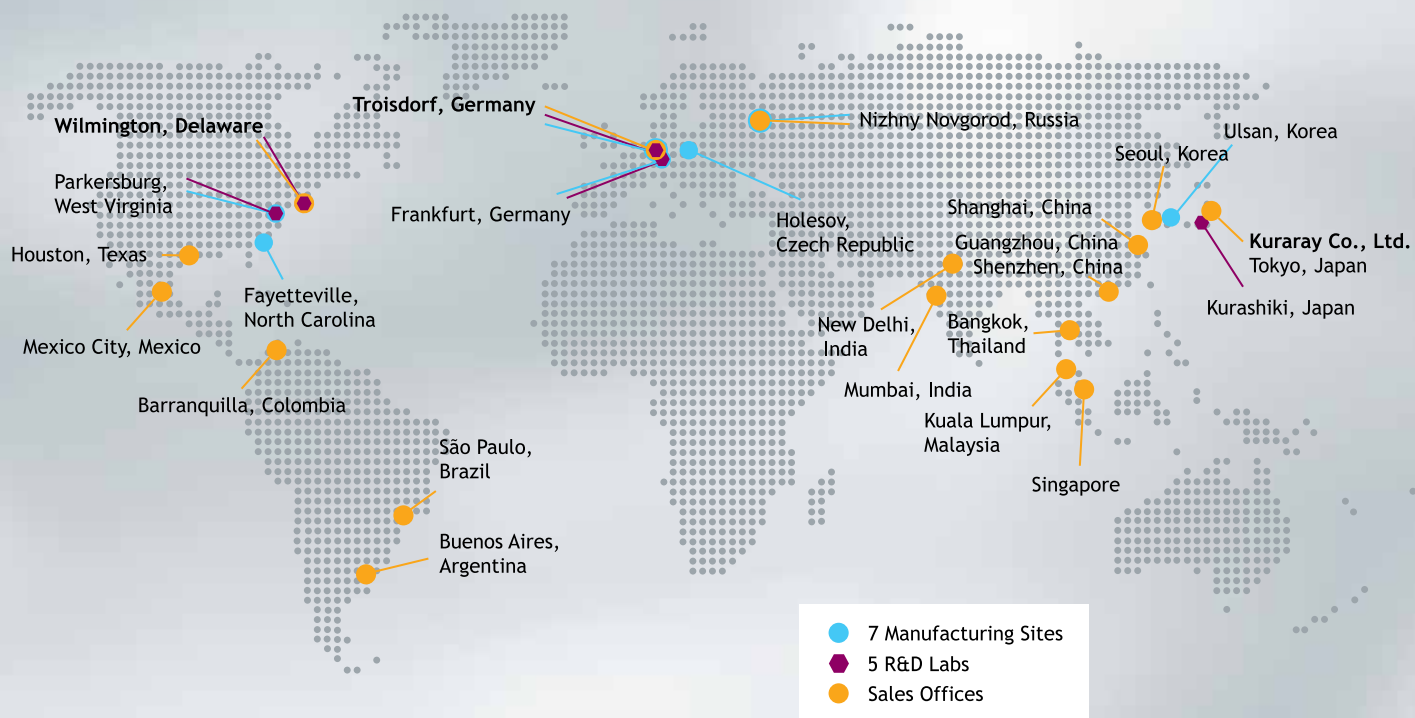 Troisdorf, Germany
Wilmington, Delaware
Nizhny Novgorod, Russia
Ulsan, Korea
Seoul, Korea
Parkersburg,
West Virginia
Frankfurt, Germany
Holesov,
Czech Republic
Shanghai, China
Guangzhou, China
Shenzhen, China
Kuraray Co., Ltd.
Tokyo, Japan
Houston, Texas
Fayetteville,
North Carolina
Kurashiki, Japan
New Delhi,
India
Bangkok,
Thailand
Mexico City, Mexico
Mumbai, India
Barranquilla, Colombia
Kuala Lumpur,
Malaysia
São Paulo,
Brazil
Singapore
Buenos Aires,
Argentina
7 Manufacturing Sites
5 R&D Labs
Sales Offices